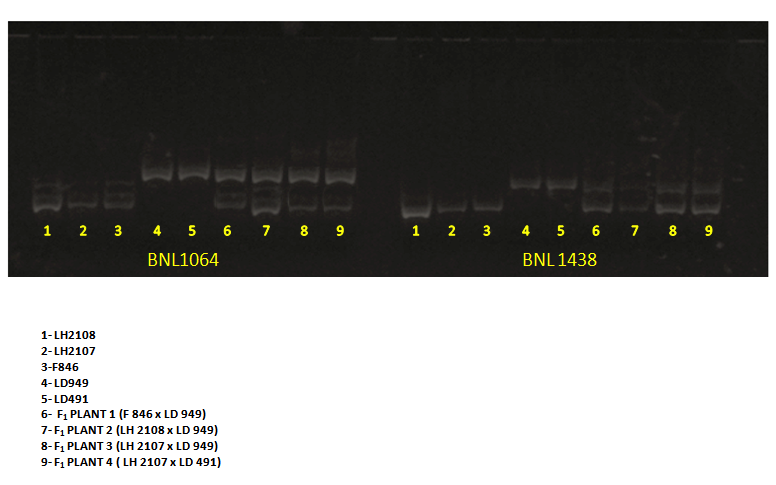 1 2 3 4 5 6 7 8 9 1 2 3 4 5 6 7 8 9
BNL1064 BNL 1438
1- LH2108
2- LH2107
3-F846
4- LD949
5- LD491
6- F₁ PLANT 1 (F 846 x LD 949)
7- F₁ PLANT 2 (LH 2108 x LD 949)
8- F₁ PLANT 3 (LH 2107 x LD 949)
9- F₁ PLANT 4 ( LH 2107 x LD 491)